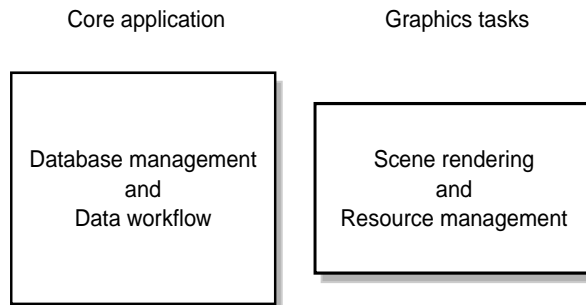 Core application
Graphics tasks
Database management
and
Data workflow
Scene rendering
and
Resource management